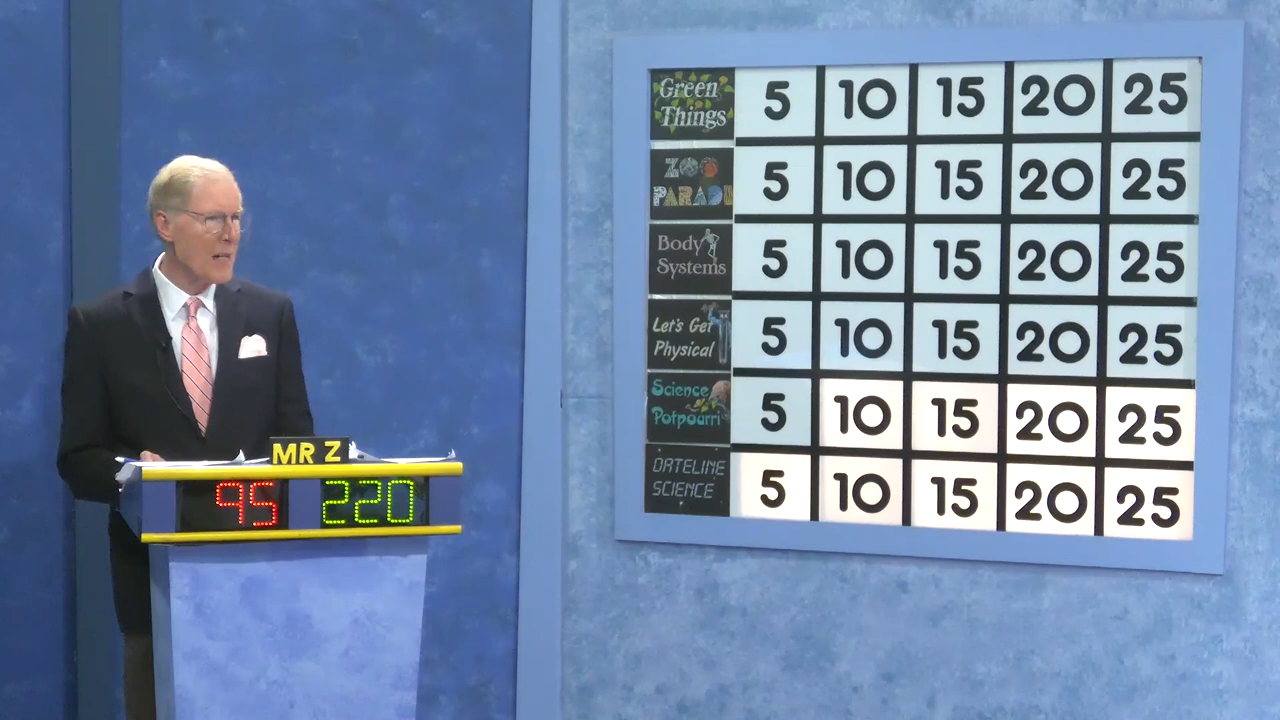 Green
Things
5 10 15 20 25
ZOO
PARADE
5 10 15 20 25
Body
Systems
5 10 15 20 25
Let's Get
Physical
5 10 15 20 25
Science
Potpourri
5 10 15 20 25
DATELINE
SCIENCE
5 10 15 20 25
MR Z
95 220